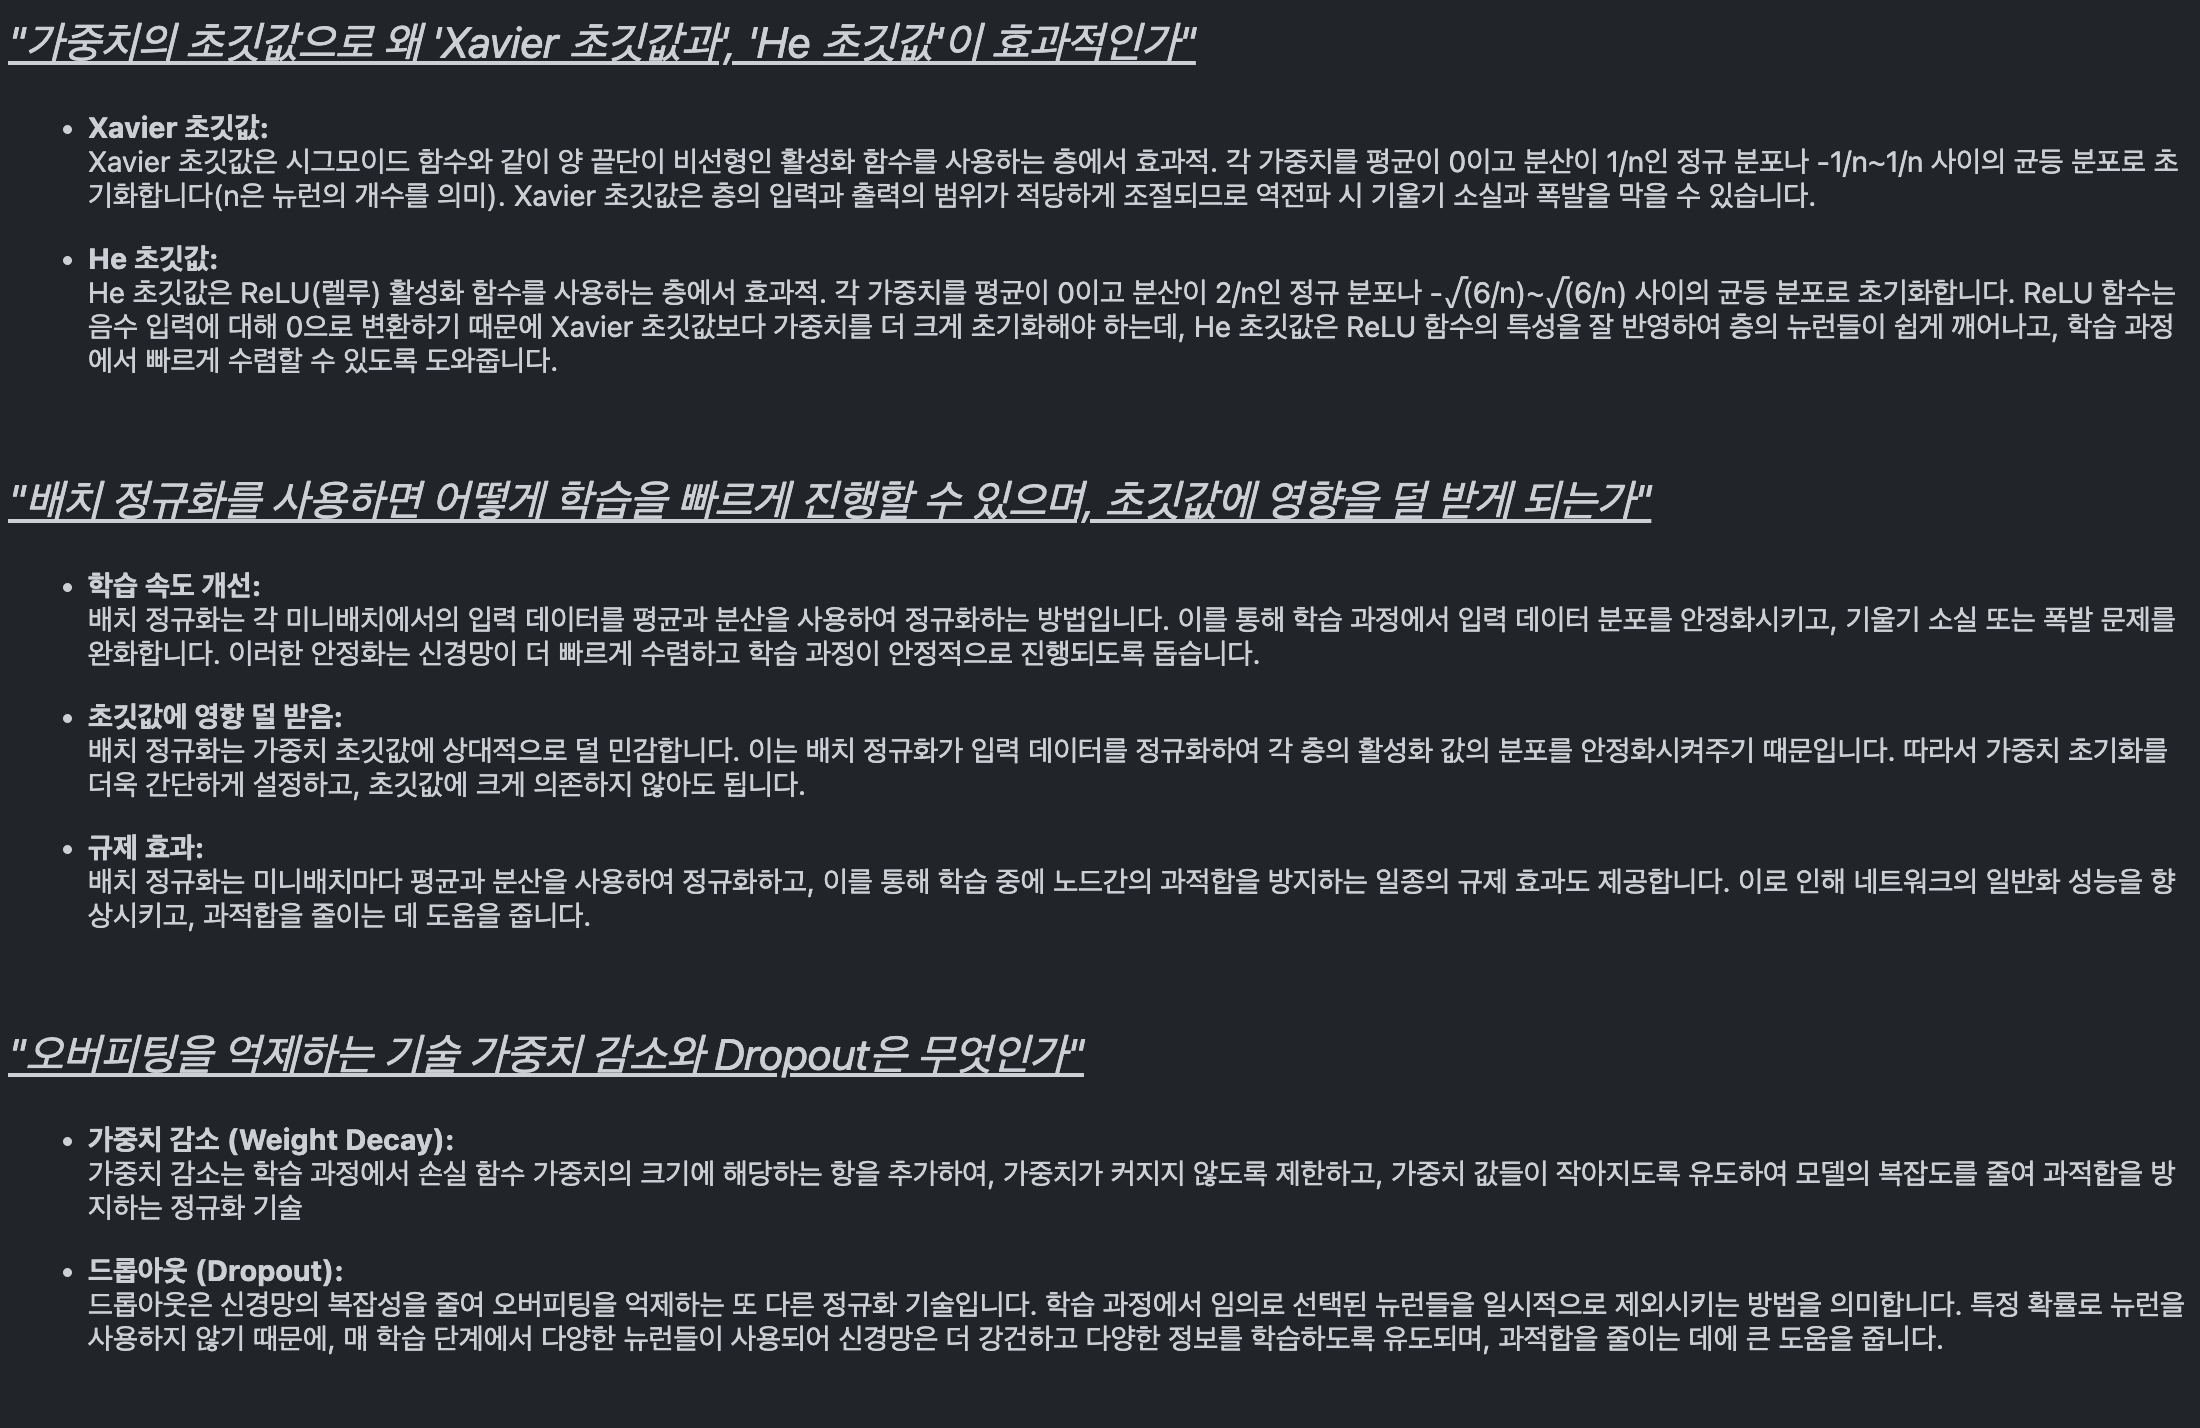 "가중치의 초깃값으로 왜 'Xavier 초깃값과', 'He 초깃값'이 효과적인가"
• Xavier 초깃값:
Xavier 초깃값은 시그모이드 함수와 같이 양 끝단이 비선형인 활성화 함수를 사용하는 층에서 효과적. 각 가중치를 평균이 0이고 분산이 1/n인 정규 분포나 -1/n~1/n 사이의 균등 분포로 초
기화합니다(n은 뉴런의 개수를 의미). Xavier 초깃값은 층의 입력과 출력의 범위가 적당하게 조절되므로 역전파 시 기울기 소실과 폭발을 막을 수 있습니다.
• He 초깃값:
He 초깃값은 ReLU(렐루) 활성화 함수를 사용하는 층에서 효과적. 각 가중치를 평균이 0이고 분산이 2/n인 정규 분포나 -√(6/n)~√(6/n) 사이의 균등 분포로 초기화합니다. ReLU 함수는
음수 입력에 대해 0으로 변환하기 때문에 Xavier 초깃값보다 가중치를 더 크게 초기화해야 하는데, He 초깃값은 ReLU 함수의 특성을 잘 반영하여 층의 뉴런들이 쉽게 깨어나고, 학습 과정
에서 빠르게 수렴할 수 있도록 도와줍니다.
"배치 정규화를 사용하면 어떻게 학습을 빠르게 진행할 수 있으며, 초깃값에 영향을 덜 받게 되는가"
• 학습 속도 개선:
배치 정규화는 각 미니배치에서의 입력 데이터를 평균과 분산을 사용하여 정규화하는 방법입니다. 이를 통해 학습 과정에서 입력 데이터 분포를 안정화시키고, 기울기 소실 또는 폭발 문제를
완화합니다. 이러한 안정화는 신경망이 더 빠르게 수렴하고 학습 과정이 안정적으로 진행되도록 돕습니다.
• 초깃값에 영향 덜 받음:
배치 정규화는 가중치 초깃값에 상대적으로 덜 민감합니다. 이는 배치 정규화가 입력 데이터를 정규화하여 각 층의 활성화 값의 분포를 안정화시켜주기 때문입니다. 따라서 가중치 초기화를
더욱 간단하게 설정하고, 초깃값에 크게 의존하지 않아도 됩니다.
• 규제 효과:
배치 정규화는 미니배치마다 평균과 분산을 사용하여 정규화하고, 이를 통해 학습 중에 노드간의 과적합을 방지하는 일종의 규제 효과도 제공합니다. 이로 인해 네트워크의 일반화 성능을 향
상시키고, 과적합을 줄이는 데 도움을 줍니다.
"오버피팅을 억제하는 기술 가중치 감소와 Dropout은 무엇인가"
• 가중치 감소 (Weight Decay):
가중치 감소는 학습 과정에서 손실 함수 가중치의 크기에 해당하는 항을 추가하여, 가중치가 커지지 않도록 제한하고, 가중치 값들이 작아지도록 유도하여 모델의 복잡도를 줄여 과적합을 방
지하는 정규화 기술
• 드롭아웃 (Dropout):
드롭아웃은 신경망의 복잡성을 줄여 오버피팅을 억제하는 또 다른 정규화 기술입니다. 학습 과정에서 임의로 선택된 뉴런들을 일시적으로 제외시키는 방법을 의미합니다. 특정 확률로 뉴런을
사용하지 않기 때문에, 매 학습 단계에서 다양한 뉴런들이 사용되어 신경망은 더 강건하고 다양한 정보를 학습하도록 유도되며, 과적합을 줄이는 데에 큰 도움을 줍니다.